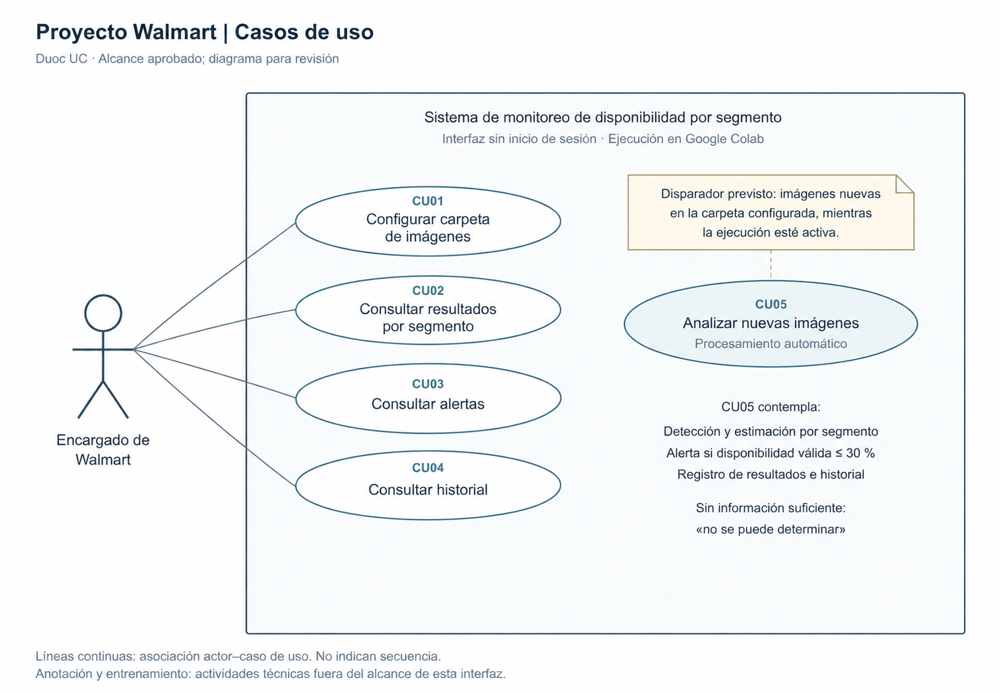 Proyecto Walmart | Casos de uso
Duoc UC · Alcance aprobado; diagrama para revisión
Sistema de monitoreo de disponibilidad por segmento
Interfaz sin inicio de sesión · Ejecución en Google Colab
CU01
Configurar carpeta
de imágenes
CU02
Consultar resultados
por segmento
CU03
Consultar alertas
CU04
Consultar historial
Encargado de
Walmart
Disparador previsto: imágenes nuevas
en la carpeta configurada, mientras
la ejecución esté activa.
CU05
Analizar nuevas imágenes
Procesamiento automático
CU05 contempla:
Detección y estimación por segmento
Alerta si disponibilidad válida ≤ 30 %
Registro de resultados e historial
Sin información suficiente:
«no se puede determinar»
Líneas continuas: asociación actor–caso de uso. No indican secuencia.
Anotación y entrenamiento: actividades técnicas fuera del alcance de esta interfaz.